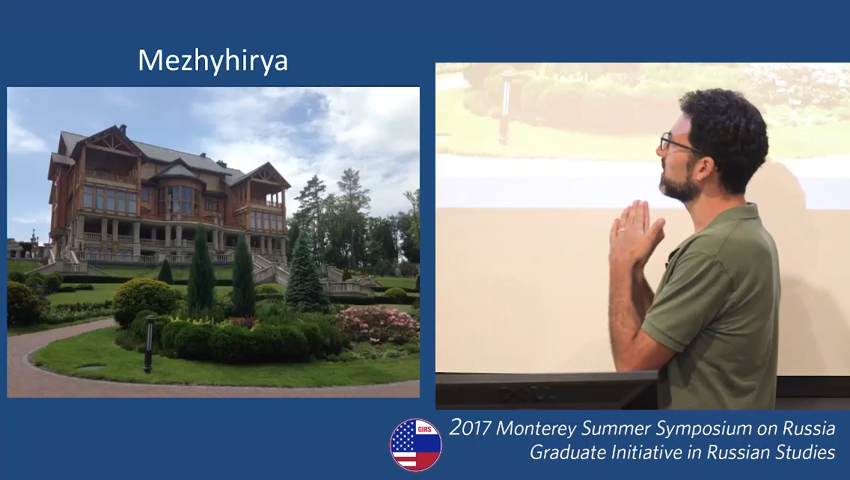 Mezhyhirya
GIRS
2017 Monterey Summer Symposium on Russia
Graduate Initiative in Russian Studies